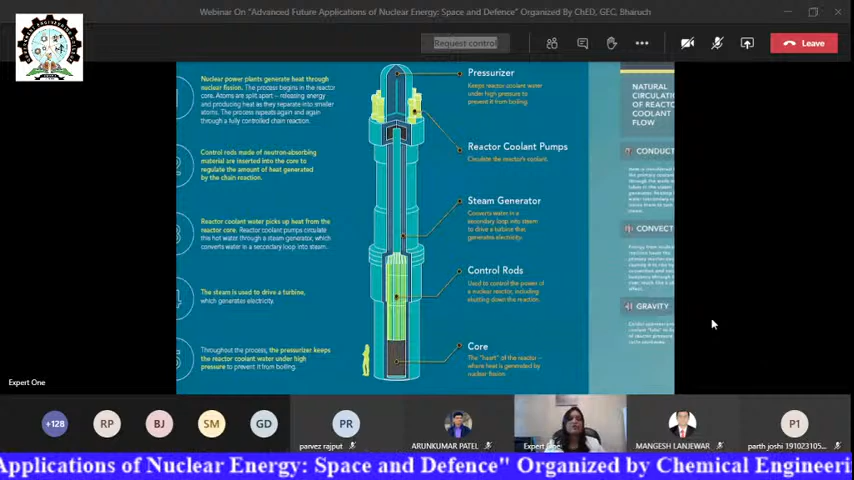 Webinar On "Advanced Future Applications of Nuclear Energy: Space and Defence" Organized By ChED, GEC, Bharuch
Request control
Leave
Nuclear power plants generate heat through
nuclear fission. The process begins in the reactor
core. Atoms are split apart – releasing energy
and producing heat as they separate into smaller
atoms. The process repeats again and again
through a fully controlled chain reaction.
Control rods made of neutron-absorbing
material are inserted into the core to
regulate the amount of heat generated
by the chain reaction.
Reactor coolant water picks up heat from the
reactor core. Reactor coolant pumps circulate
this hot water through a steam generator, which
converts water in a secondary loop into steam.
The steam is used to drive a turbine,
which generates electricity.
Throughout the process, the pressurizer keeps
the reactor coolant water under high
pressure to prevent it from boiling.
Pressurizer
Keeps reactor coolant water
under high pressure to
prevent it from boiling.
Reactor Coolant Pumps
Circulate the reactor's coolant.
Steam Generator
Converts water in a
secondary loop into steam
to drive a turbine that
generates electricity.
Control Rods
Used to control the power of
a nuclear reactor, including
shutting down the reaction.
Core
The "heart" of the reactor –
where heat is generated by
nuclear fission.
NATURAL
CIRCULATI
OF REACTO
COOLANT
FLOW
CONDUCT
CONVECT
GRAVITY
Expert One
+128
RP
BJ
SM
GD
PR
P1
parvez rajput
ARUNKUMAR PATEL
Expert One
MANGESH LANJEWAR
parth joshi 191023105...
Applications of Nuclear Energy: Space and Defence" Organized by Chemical Engineeri